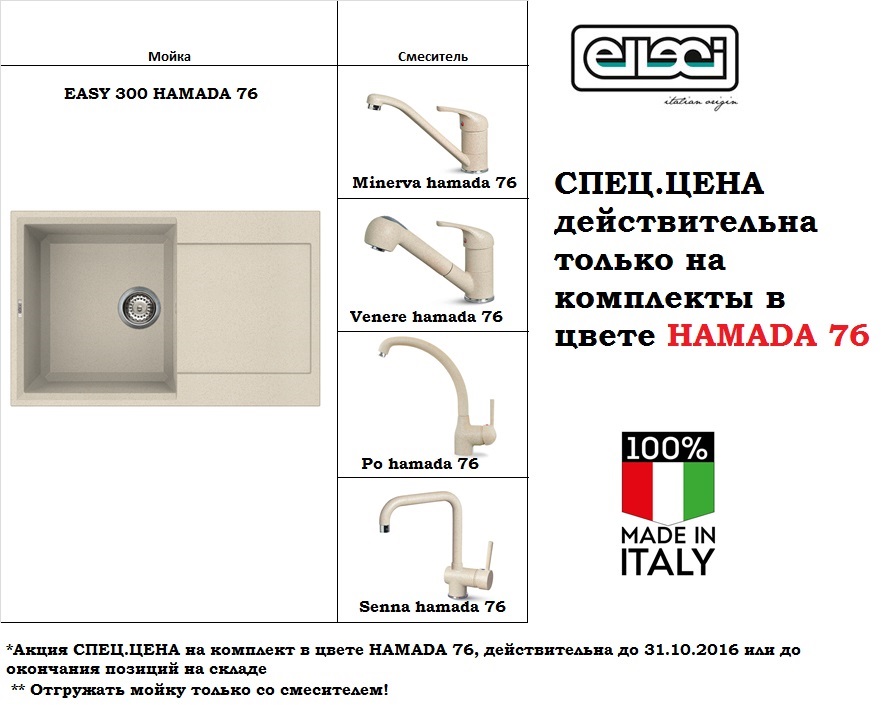 Мойка
Смеситель
EASY 300 HAMADA 76
Minerva hamada 76
Venere hamada 76
Po hamada 76
Senna hamada 76
elleci
italian origin
СПЕЦ.ЦЕНА
действительна
только на
комплекты в
цвете HAMADA 76
100%
MADE IN
ITALY
*Акция СПЕЦ.ЦЕНА на комплект в цвете HAMADA 76, действительна до 31.10.2016 или до
окончания позиций на складе
** Отгружать мойку только со смесителем!